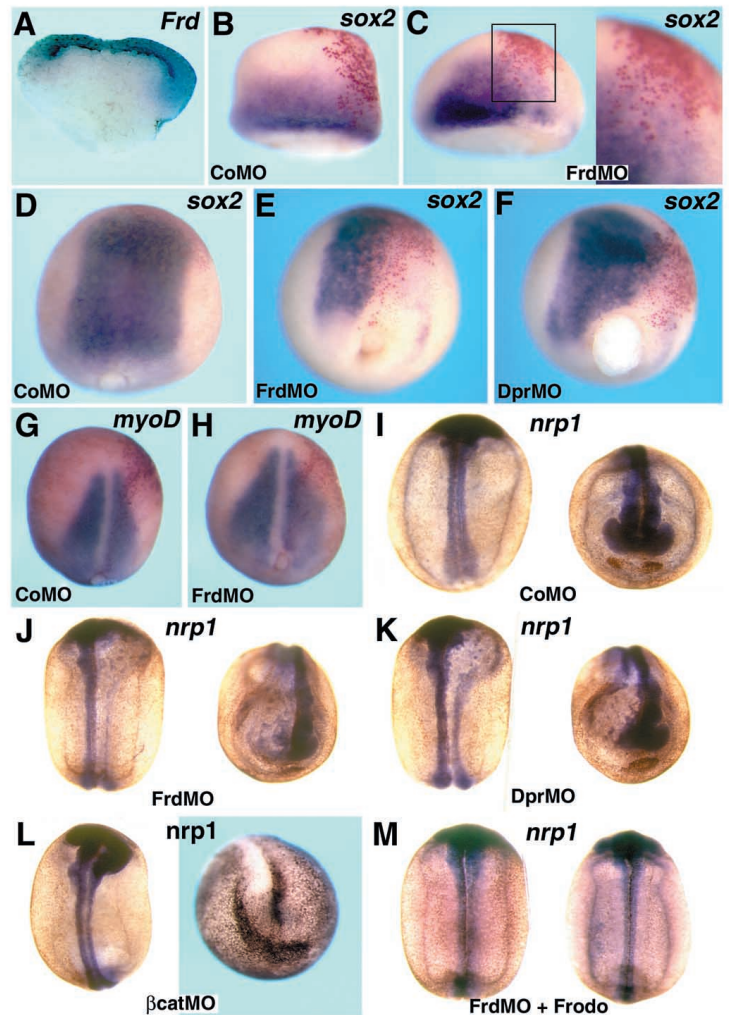 A Frd
B sox2
CoMO
C sox2
FrdMO
D sox2
CoMO
E sox2
FrdMO
F sox2
DprMO
G myoD
CoMO
H myoD
FrdMO
I nrp1
CoMO
J nrp1
FrdMO
K nrp1
DprMO
L nrp1
βcatMO
M nrp1
FrdMO + Frodo